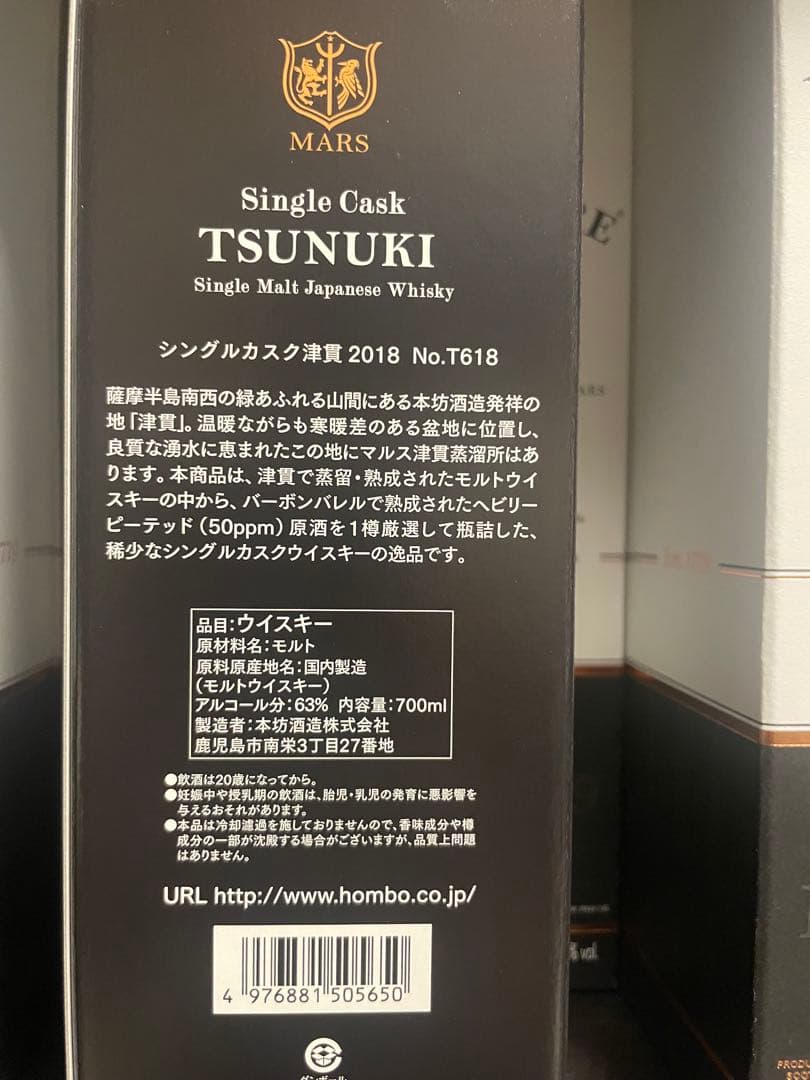 MARS
Single Cask
TSUNUKI
Single Malt Japanese Whisky
シングルカスク津貫 2018 No.T618
薩摩半島南西の緑あふれる山間にある本坊酒造発祥の
地「津貫」。温暖ながらも寒暖差のある盆地に位置し、
良質な湧水に恵まれたこの地にマルス津貫蒸溜所はあ
ります。本商品は、津貫で蒸留・熟成されたモルトウイ
スキーの中から、バーボンバレルで熟成されたヘビリー
ピーテッド（50ppm）原酒を1樽厳選して瓶詰した、
稀少なシングルカスクウイスキーの逸品です。
品目：ウイスキー
原材料名：モルト
原料原産地名：国内製造
（モルトウイスキー）
アルコール分：63% 内容量：700ml
製造者：本坊酒造株式会社
鹿児島市南栄3丁目27番地
●飲酒は20歳になってから。
●妊娠中や授乳期の飲酒は、胎児・乳児の発育に悪影響を
与えるおそれがあります。
●本品は冷却濾過を施しておりませんので、香味成分や樽
成分の一部が沈殿する場合がございますが、品質上問題
はありません。
URL http://www.hombo.co.jp/
4 976881 505650
% vol.